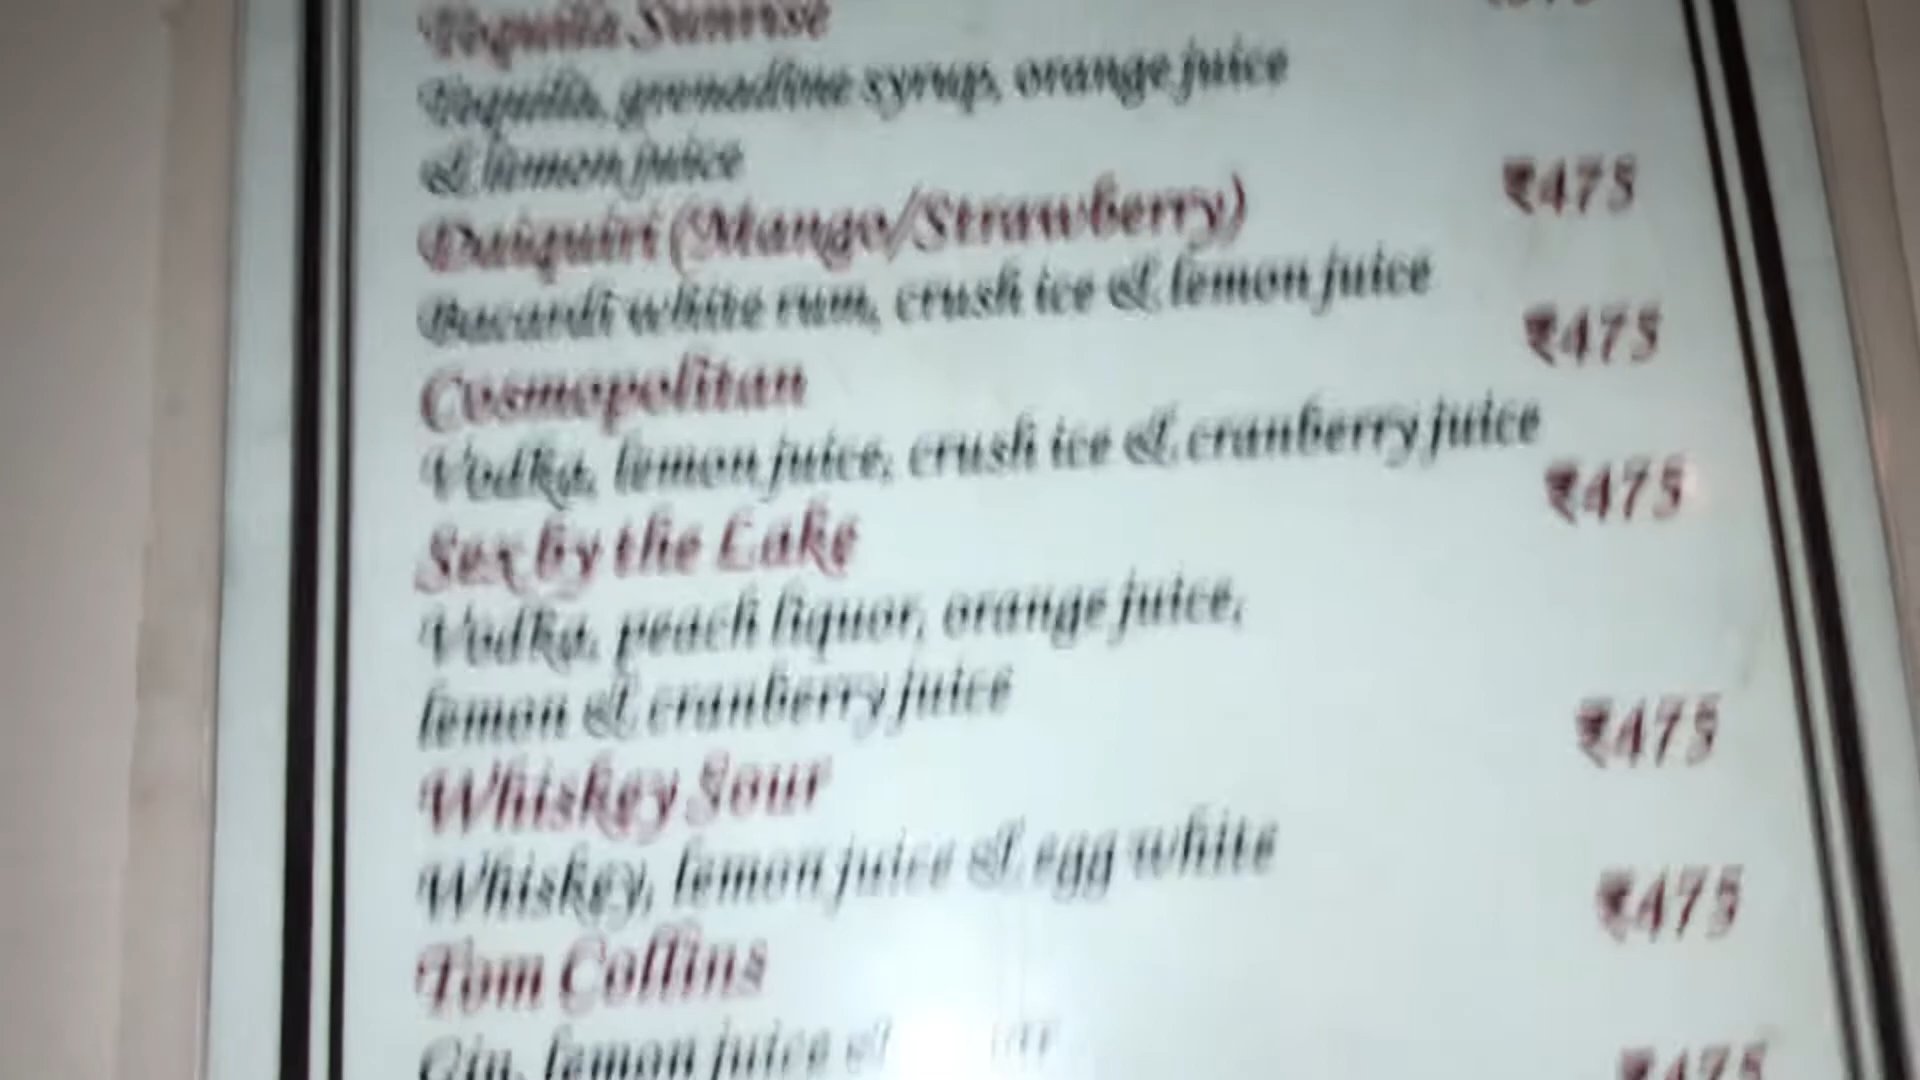 Tequila Sunrise
Tequila, grenadine syrup, orange juice
& lemon juice
Daiquiri (Mango/Strawberry) ₹475
Bacardi white rum, crush ice & lemon juice
Cosmopolitan ₹475
Vodka, lemon juice, crush ice & cranberry juice
Sex by the Lake ₹475
Vodka, peach liquor, orange juice,
lemon & cranberry juice
Whiskey Sour ₹475
Whiskey, lemon juice & egg white
Tom Collins ₹475
Gin, lemon juice &
₹475